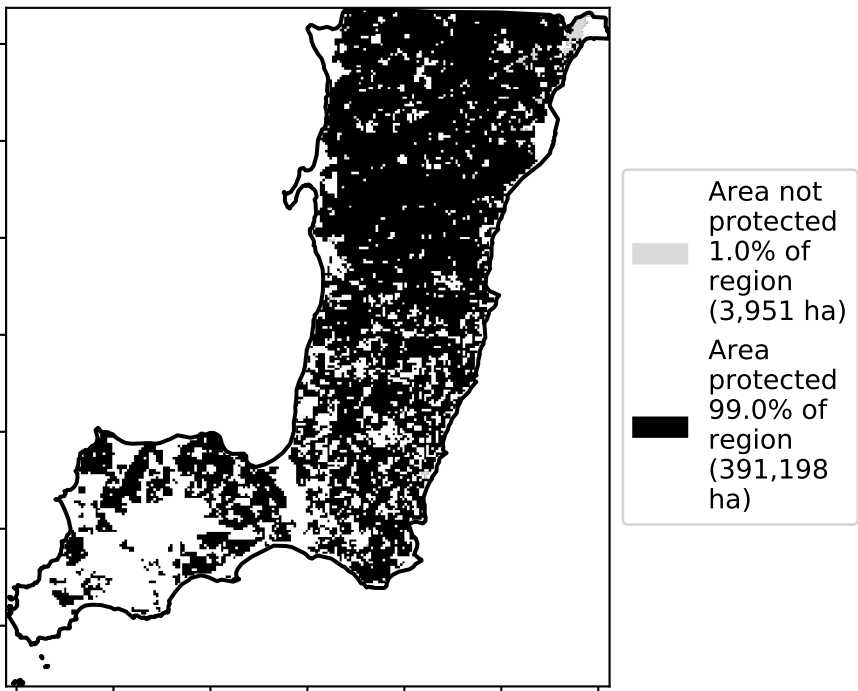 Area not
protected
1.0% of
region
(3,951 ha)
Area
protected
99.0% of
region
(391,198
ha)